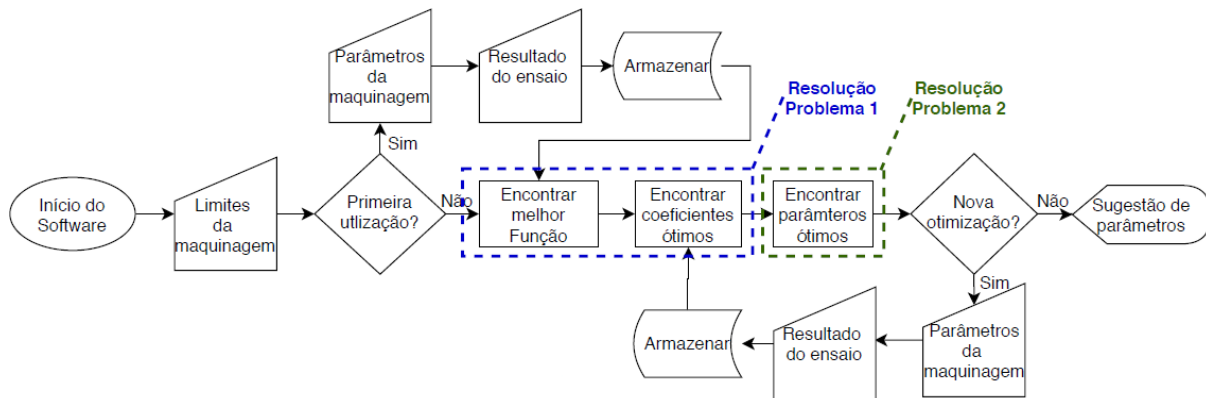 Parâmetros
da
maquinagem
Resultado
do ensaio
Armazenar
Resolução
Problema 1
Resolução
Problema 2
Sim
Início do
Software
Limites
da
maquinagem
Primeira
utlização?
Não
Encontrar
melhor
Função
Encontrar
coeficientes
ótimos
Encontrar
parâmteros
ótimos
Nova
otimização?
Não
Sugestão de
parâmetros
Sim
Armazenar
Resultado
do ensaio
Parâmetros
da
maquinagem